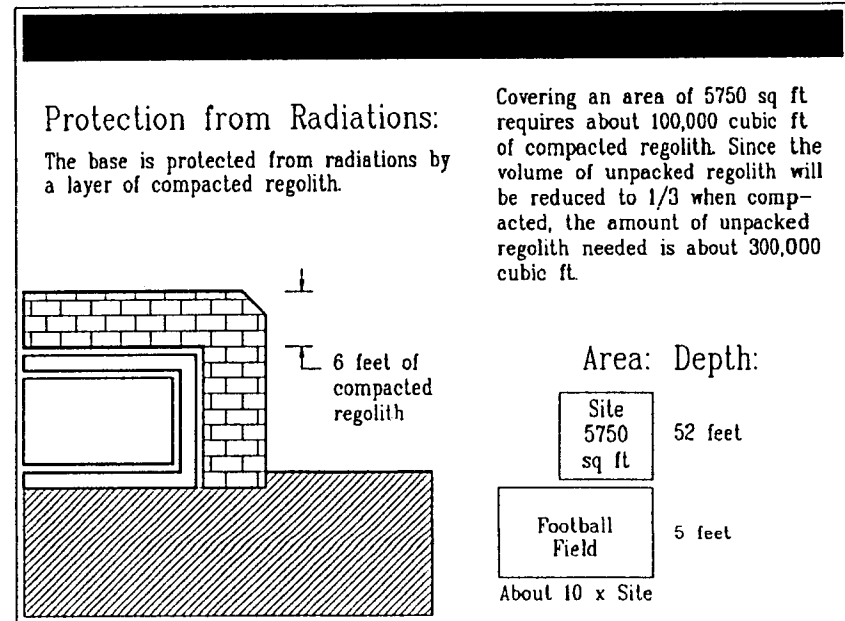 Protection from Radiations:
The base is protected from radiations by
a layer of compacted regolith.
Covering an area of 5750 sq ft
requires about 100,000 cubic ft
of compacted regolith. Since the
volume of unpacked regolith will
be reduced to 1/3 when comp-
acted, the amount of unpacked
regolith needed is about 300,000
cubic ft.
6 feet of
compacted
regolith
Area: Depth:
Site
5750
sq ft
52 feet
Football
Field
5 feet
About 10 x Site